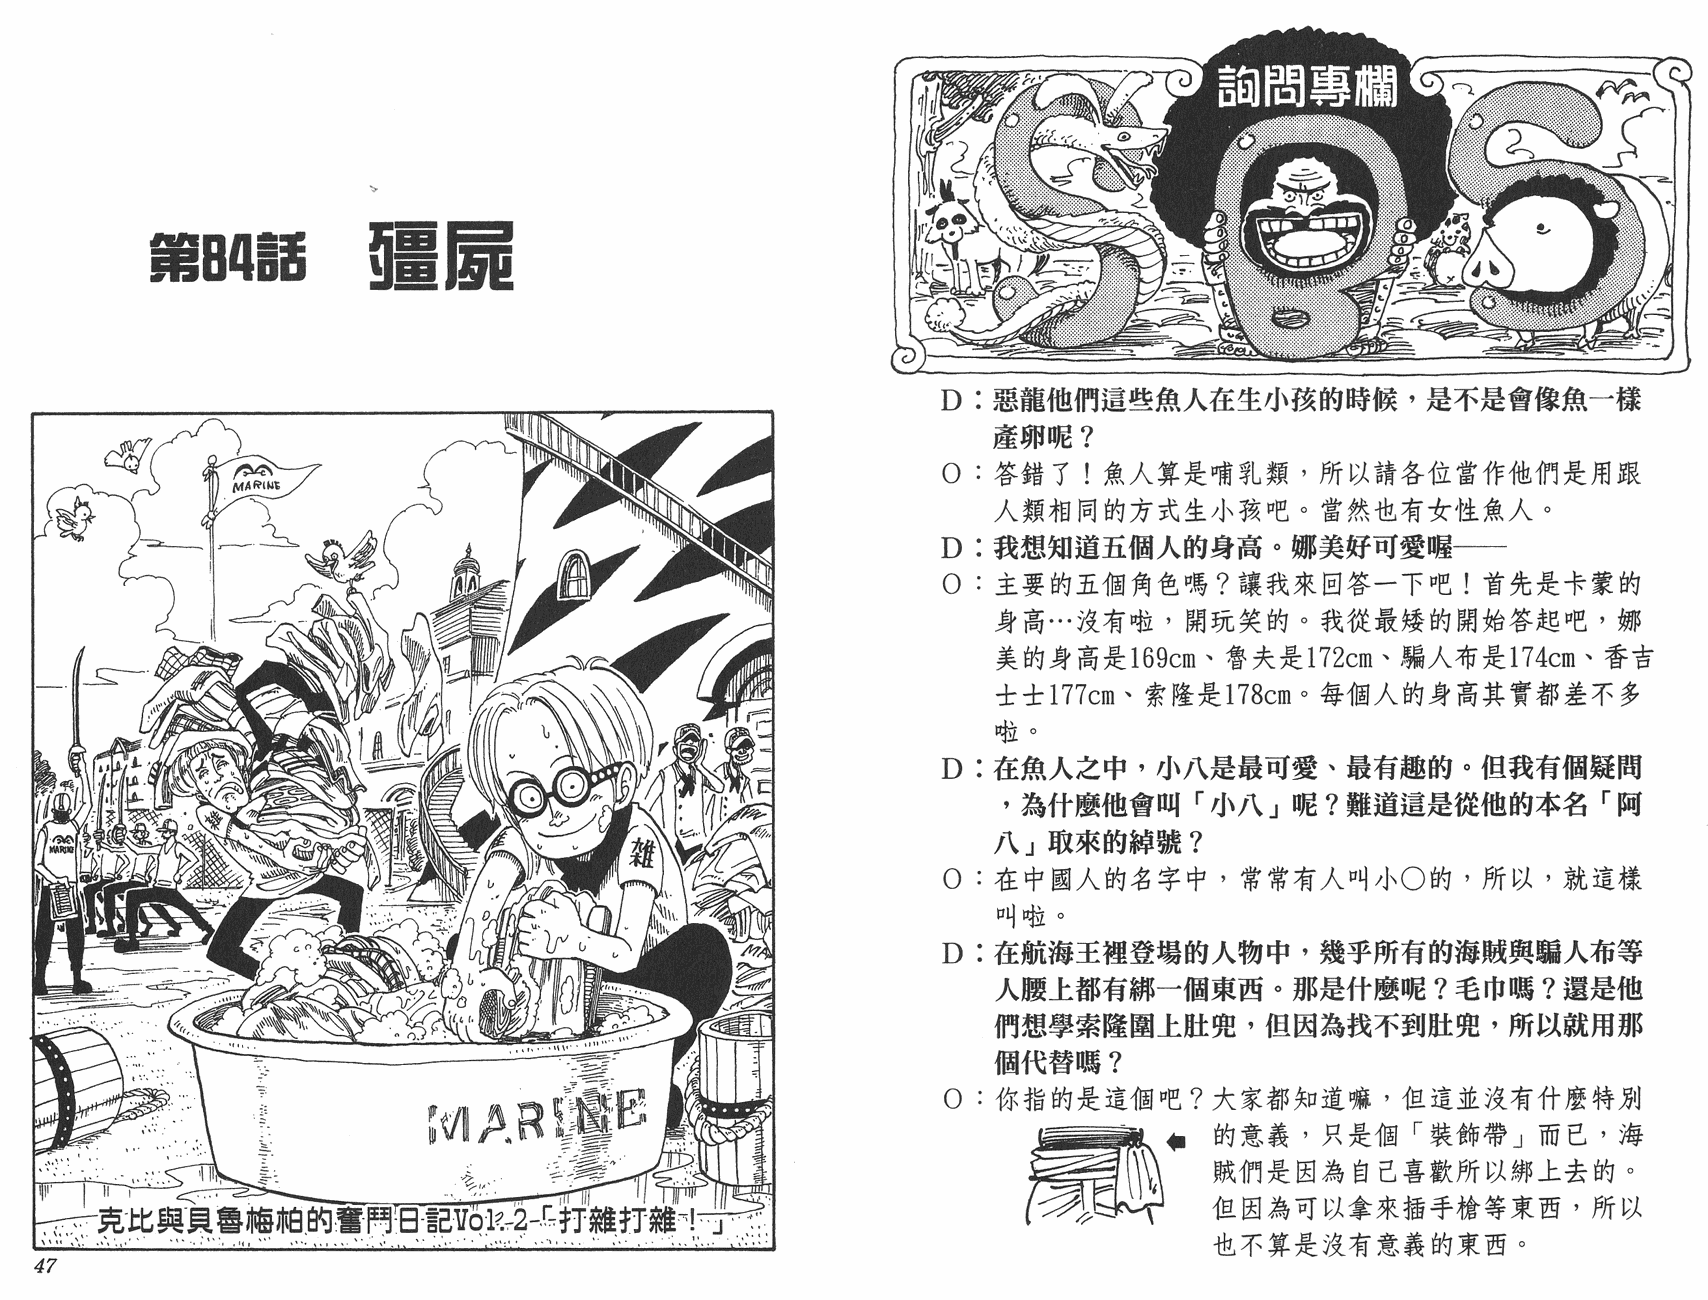 詢問專欄
SBS
D：惡龍他們這些魚人在生小孩的時候，是不是會像魚一樣
產卵呢？
O：答錯了！魚人算是哺乳類，所以請各位當作他們是用跟
人類相同的方式生小孩吧。當然也有女性魚人。
D：我想知道五個人的身高。娜美好可愛喔——
O：主要的五個角色嗎？讓我來回答一下吧！首先是卡蒙的
身高…沒有啦，開玩笑的。我從最矮的開始答起吧，娜
美的身高是169cm、魯夫是172cm、騙人布是174cm、香吉
士士177cm、索隆是178cm。每個人的身高其實都差不多
啦。
D：在魚人之中，小八是最可愛、最有趣的。但我有個疑問
，為什麼他會叫「小八」呢？難道這是從他的本名「阿
八」取來的綽號？
O：在中國人的名字中，常常有人叫小〇的，所以，就這樣
叫啦。
D：在航海王裡登場的人物中，幾乎所有的海賊與騙人布等
人腰上都有綁一個東西。那是什麼呢？毛巾嗎？還是他
們想學索隆圍上肚兜，但因為找不到肚兜，所以就用那
個代替嗎？
O：你指的是這個吧？大家都知道嘛，但這並沒有什麼特別
的意義，只是個「裝飾帶」而已，海
賊們是因為自己喜歡所以綁上去的。
但因為可以拿來插手槍等東西，所以
也不算是沒有意義的東西。
第84話 殭屍
MARINE
MARINE
雑
雑
MARINE
克比與貝魯梅柏的奮鬥日記Vol.2「打雜打雜！」
47